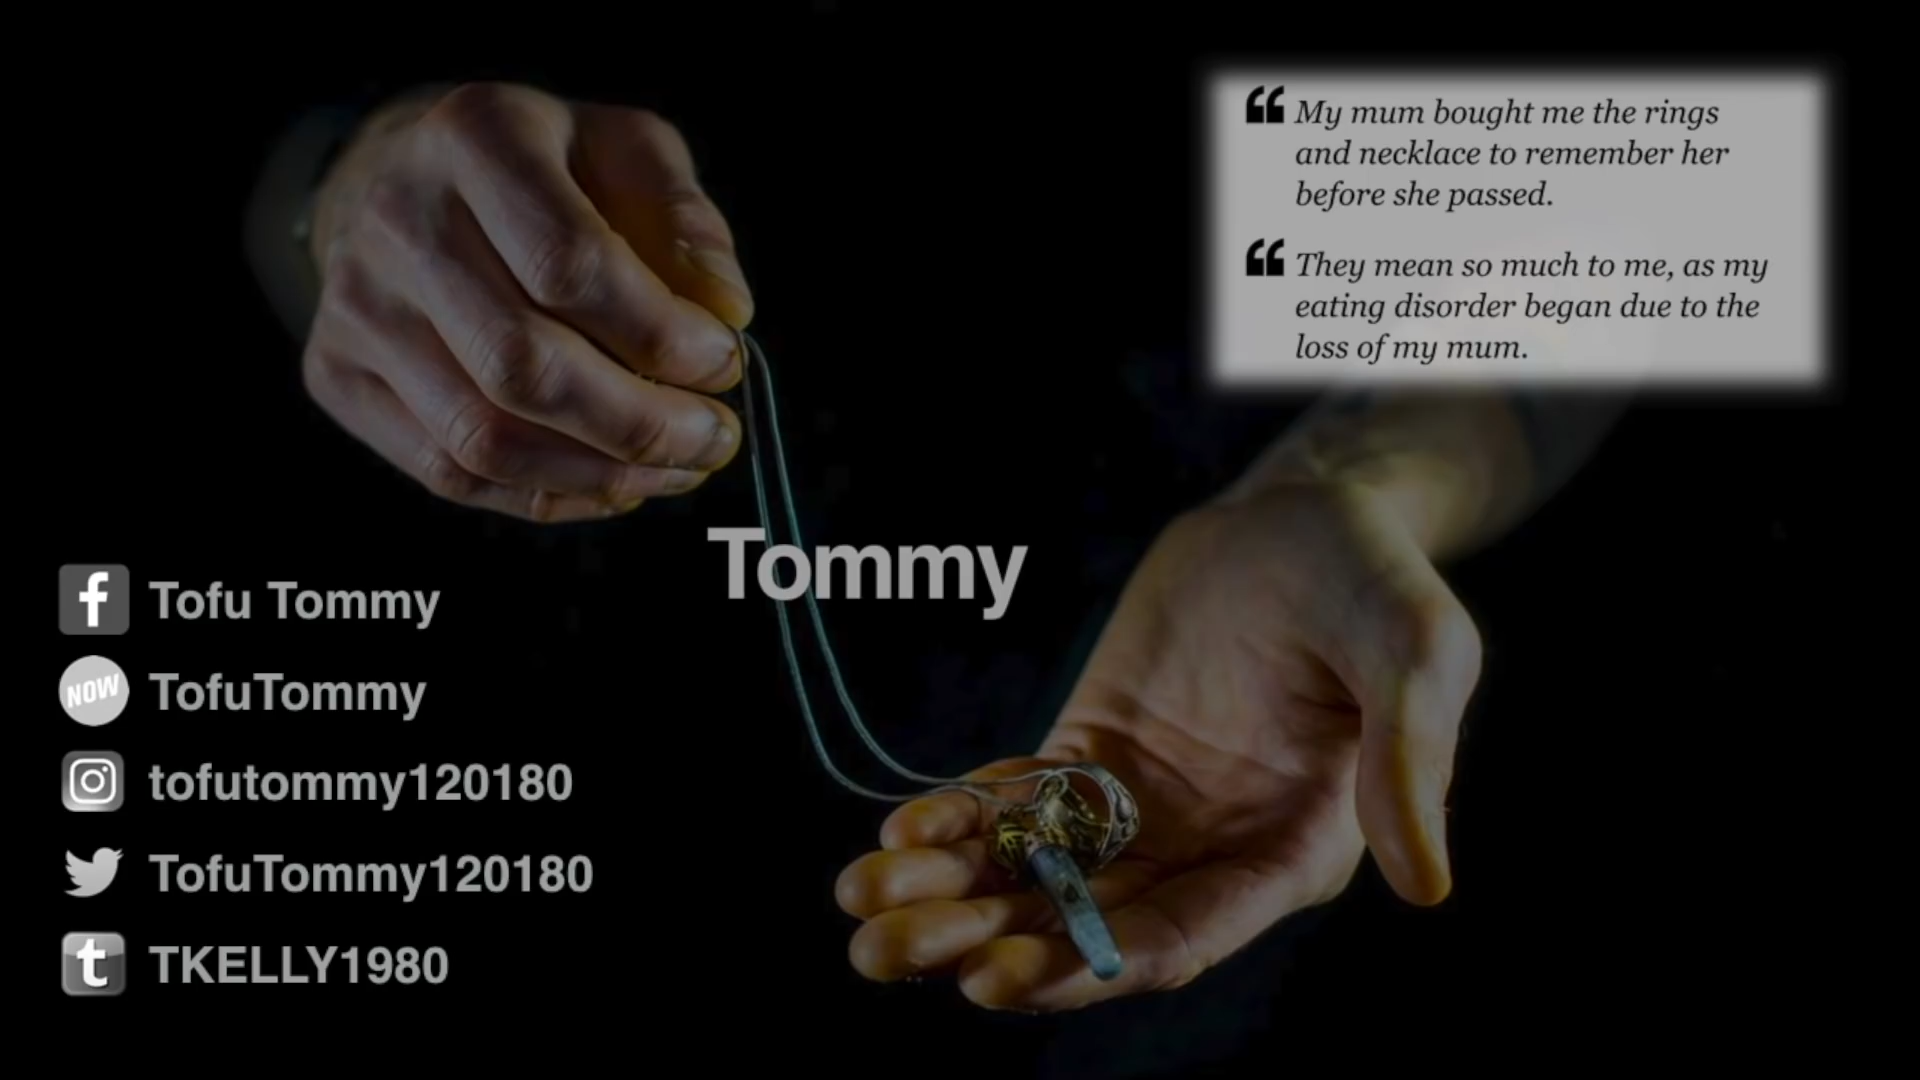 “ My mum bought me the rings
and necklace to remember her
before she passed.
“ They mean so much to me, as my
eating disorder began due to the
loss of my mum.
Tommy
f Tofu Tommy
NOW TofuTommy
tofutommy120180
TofuTommy120180
t TKELLY1980